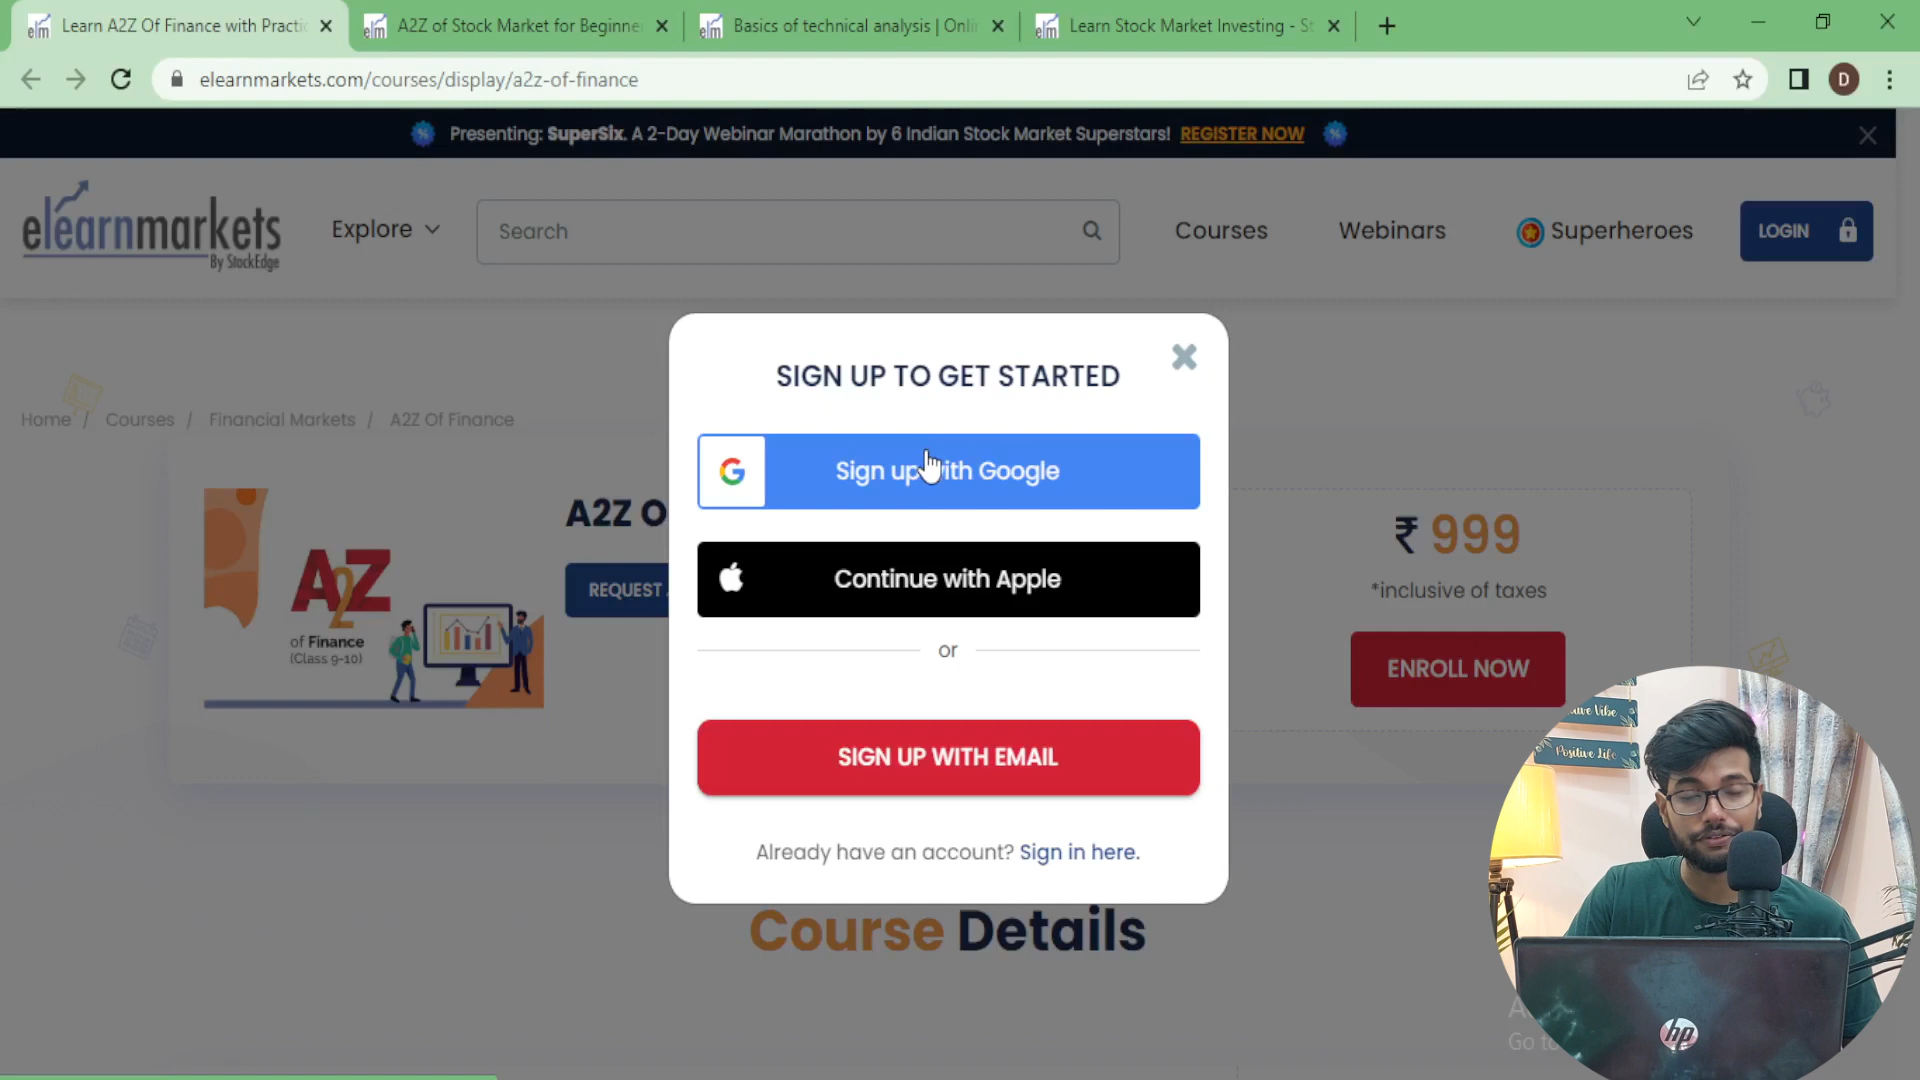 Learn A2Z Of Finance with Practic
A2Z of Stock Market for Beginne
Basics of technical analysis | Onli
Learn Stock Market Investing - St
elearnmarkets.com/courses/display/a2z-of-finance
D
Presenting: SuperSix. A 2-Day Webinar Marathon by 6 Indian Stock Market Superstars! REGISTER NOW
elearnmarkets
By StockEdge
Explore
Search
Courses
Webinars
Superheroes
LOGIN
SIGN UP TO GET STARTED
Sign up with Google
Continue with Apple
or
SIGN UP WITH EMAIL
Already have an account? Sign in here.
Home / Courses / Financial Markets / A2Z Of Finance
A2Z
of Finance
(Class 9-10)
A2Z O
REQUEST
₹ 999
*inclusive of taxes
ENROLL NOW
Course Details
Positive Life
hp
Go to